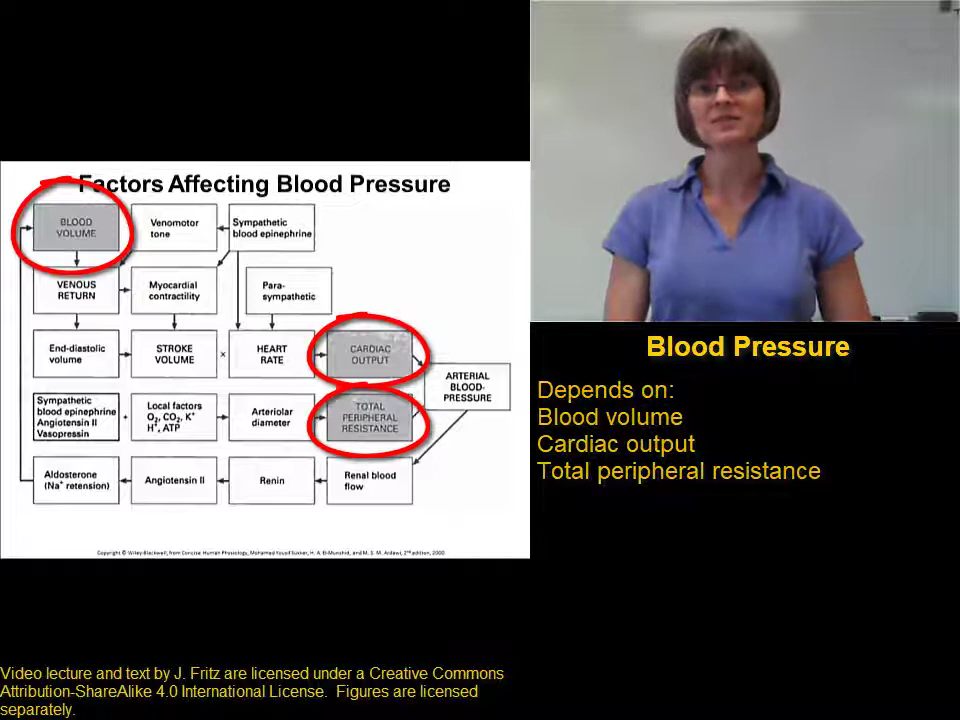 Factors Affecting Blood Pressure
BLOOD
VOLUME
Venomotor
tone
Sympathetic
blood epinephrine
VENOUS
RETURN
Myocardial
contractility
Para-
sympathetic
End-diastolic
volume
STROKE
VOLUME
x
HEART
RATE
CARDIAC
OUTPUT
ARTERIAL
BLOOD-
PRESSURE
Sympathetic
blood epinephrine
Angiotensin II
Vasopressin
+
Local factors
O₂, CO₂, K⁺
H⁺, ATP
Arteriolar
diameter
TOTAL
PERIPHERAL
RESISTANCE
Aldosterone
(Na⁺ retension)
Angiotensin II
Renin
Renal blood
flow
Copyright © Wiley-Blackwell, from Concise Human Physiology, Mohamed Yousif Sukkar, H. A. El-Munshid, and M. S. M. Ardawi, 2ⁿᵈ edition, 2000
Blood Pressure
Depends on:
Blood volume
Cardiac output
Total peripheral resistance
Video lecture and text by J. Fritz are licensed under a Creative Commons
Attribution-ShareAlike 4.0 International License. Figures are licensed
separately.